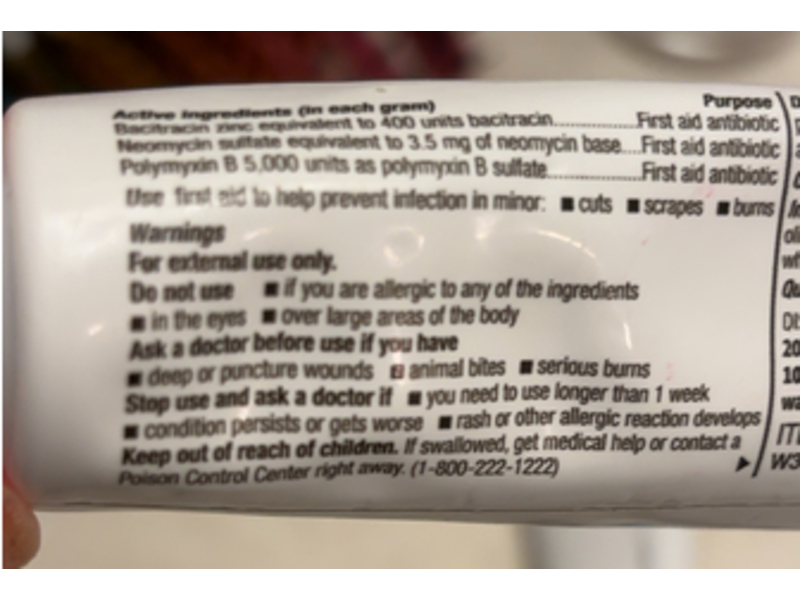 Active ingredients (in each gram) Purpose
Bacitracin zinc equivalent to 400 units bacitracin..................First aid antibiotic
Neomycin sulfate equivalent to 3.5 mg of neomycin base....First aid antibiotic
Polymyxin B 5,000 units as polymyxin B sulfate....................First aid antibiotic
Use first aid to help prevent infection in minor: ■ cuts ■ scrapes ■ burns
Warnings
For external use only.
Do not use ■ if you are allergic to any of the ingredients
■ in the eyes ■ over large areas of the body
Ask a doctor before use if you have
■ deep or puncture wounds ■ animal bites ■ serious burns
Stop use and ask a doctor if ■ you need to use longer than 1 week
■ condition persists or gets worse ■ rash or other allergic reaction develops
Keep out of reach of children. If swallowed, get medical help or contact a
Poison Control Center right away. (1-800-222-1222)